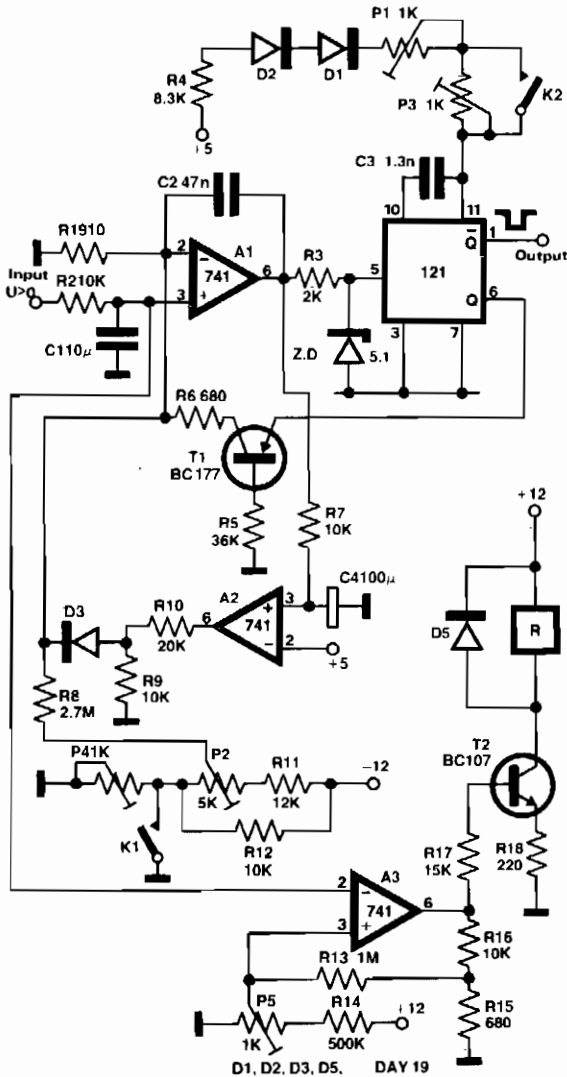 P1 1K
R4
8.3K
D2
D1
P3 1K
K2
+5
C3 1.3n
C2 47n
10
11
Q
1
Output
R1910
2
−
A1
741
6
R3
2K
5
121
Q
6
Input
U>0
R210K
3
+
C110μ
Z.D
5.1
3
7
R6 680
T1
BC177
R5
36K
R7
10K
+12
C4100μ
A2
3
+
741
6
−
2
+5
D3
R10
20K
R9
10K
D5
R
R8
2.7M
T2
BC107
P41K
P2
5K
R11
12K
−12
R12
10K
K1
R17
15K
R18
220
A3
2
−
741
6
3
+
R13 1M
R16
10K
P5
1K
R14
500K
+12
R15
680
D1, D2, D3, D5, DAY 19